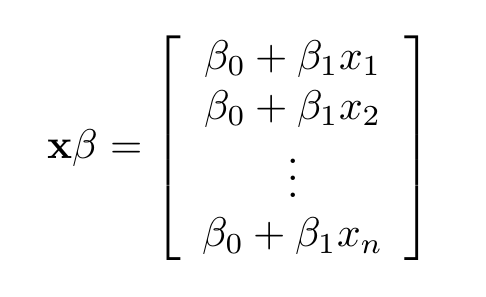 𝐱β = [ β₀ + β₁x₁
β₀ + β₁x₂
⋮
β₀ + β₁xₙ ]